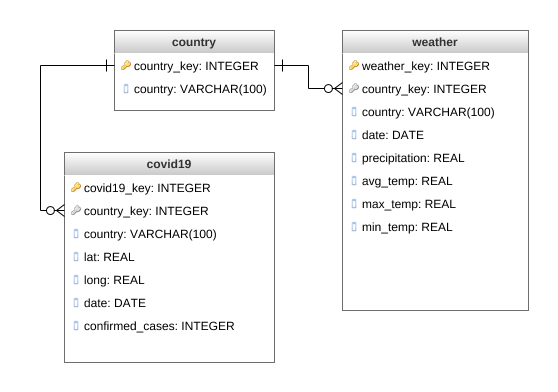 country
country_key: INTEGER
country: VARCHAR(100)
weather
weather_key: INTEGER
country_key: INTEGER
country: VARCHAR(100)
date: DATE
precipitation: REAL
avg_temp: REAL
max_temp: REAL
min_temp: REAL
covid19
covid19_key: INTEGER
country_key: INTEGER
country: VARCHAR(100)
lat: REAL
long: REAL
date: DATE
confirmed_cases: INTEGER